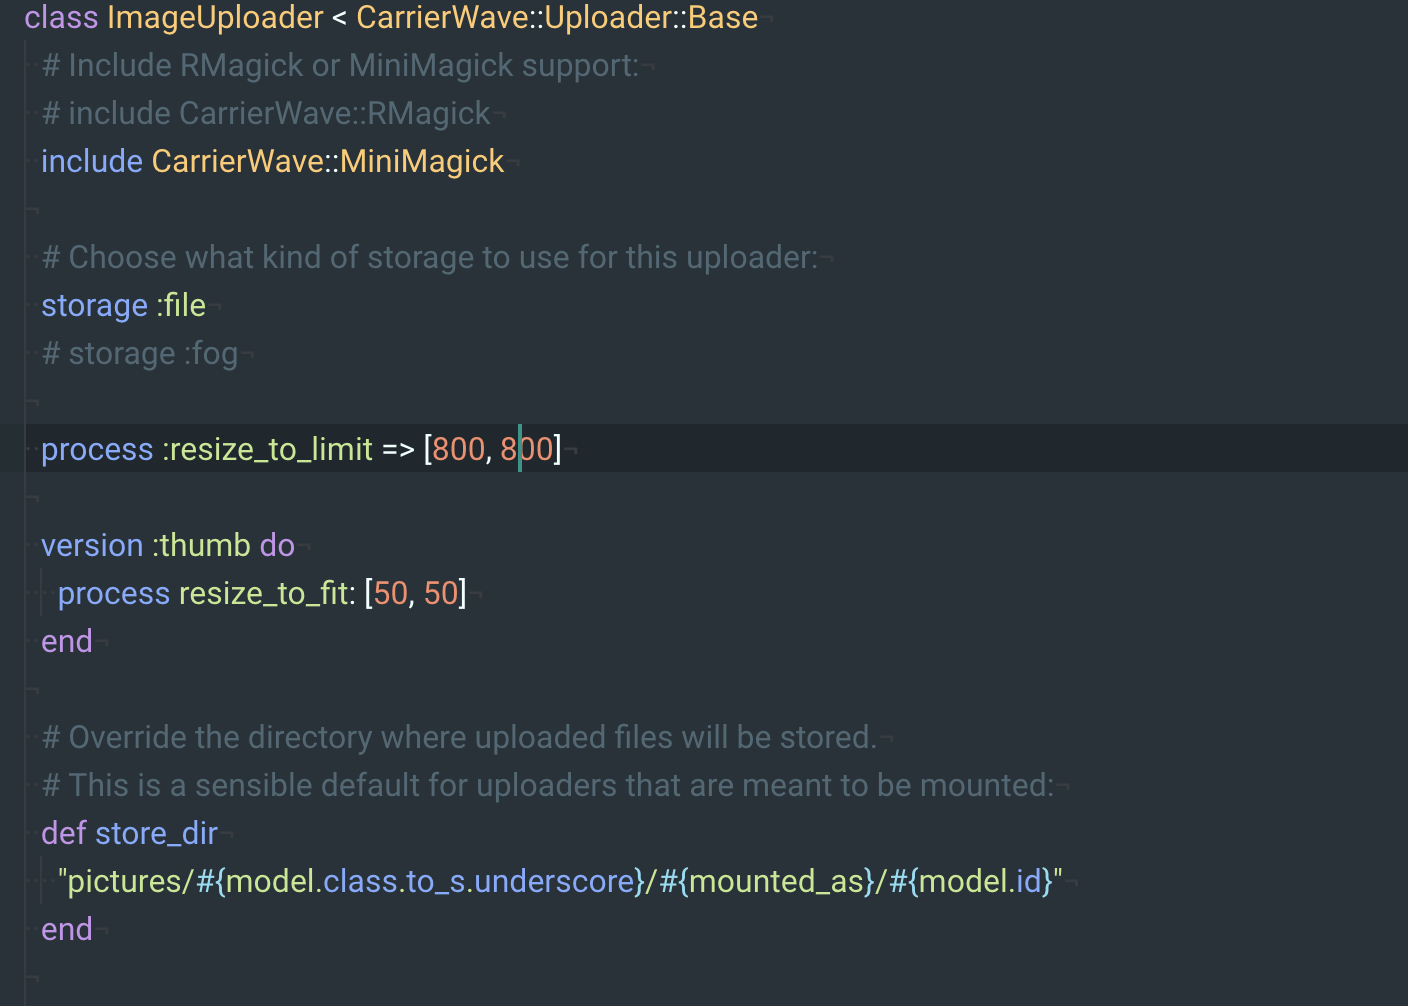 class ImageUploader < CarrierWave::Uploader::Base
# Include RMagick or MiniMagick support:
# include CarrierWave::RMagick
include CarrierWave::MiniMagick
# Choose what kind of storage to use for this uploader:
storage :file
# storage :fog
process :resize_to_limit => [800, 800]
version :thumb do
process resize_to_fit: [50, 50]
end
# Override the directory where uploaded files will be stored.
# This is a sensible default for uploaders that are meant to be mounted:
def store_dir
"pictures/#{model.class.to_s.underscore}/#{mounted_as}/#{model.id}"
end